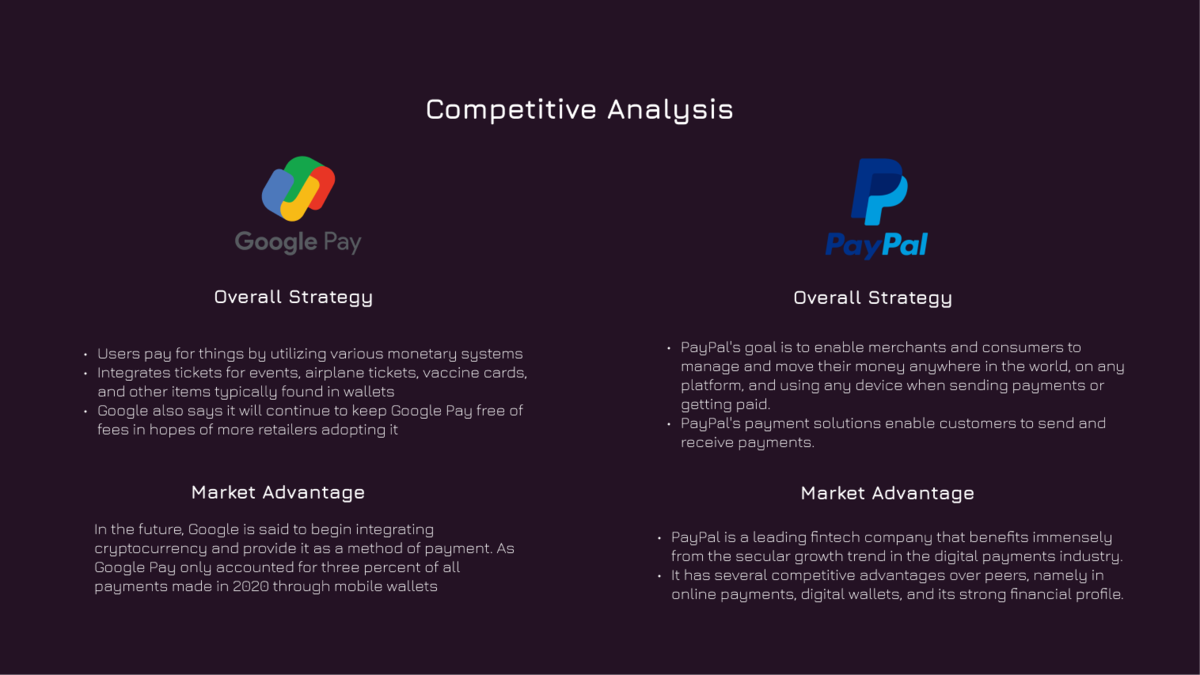 Competitive Analysis
Google Pay
Overall Strategy
• Users pay for things by utilizing various monetary systems
• Integrates tickets for events, airplane tickets, vaccine cards,
and other items typically found in wallets
• Google also says it will continue to keep Google Pay free of
fees in hopes of more retailers adopting it
Market Advantage
In the future, Google is said to begin integrating
cryptocurrency and provide it as a method of payment. As
Google Pay only accounted for three percent of all
payments made in 2020 through mobile wallets
PayPal
Overall Strategy
• PayPal's goal is to enable merchants and consumers to
manage and move their money anywhere in the world, on any
platform, and using any device when sending payments or
getting paid.
• PayPal's payment solutions enable customers to send and
receive payments.
Market Advantage
• PayPal is a leading fintech company that benefits immensely
from the secular growth trend in the digital payments industry.
• It has several competitive advantages over peers, namely in
online payments, digital wallets, and its strong financial profile.